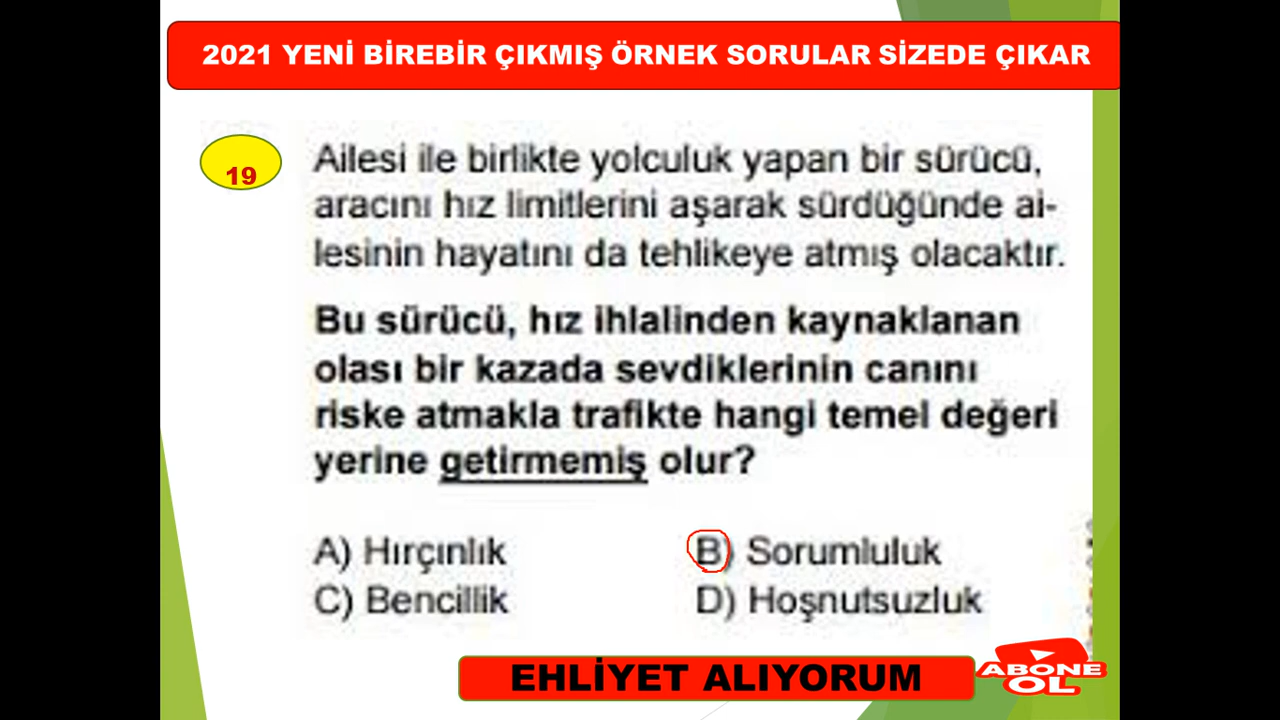 2021 YENİ BİREBİR ÇIKMIŞ ÖRNEK SORULAR SİZEDE ÇIKAR
19
Ailesi ile birlikte yolculuk yapan bir sürücü,
aracını hız limitlerini aşarak sürdüğünde ai-
lesinin hayatını da tehlikeye atmış olacaktır.
Bu sürücü, hız ihlalinden kaynaklanan
olası bir kazada sevdiklerinin canını
riske atmakla trafikte hangi temel değeri
yerine getirmemiş olur?
A) Hırçınlık B) Sorumluluk
C) Bencillik D) Hoşnutsuzluk
EHLİYET ALIYORUM
ABONE
OL